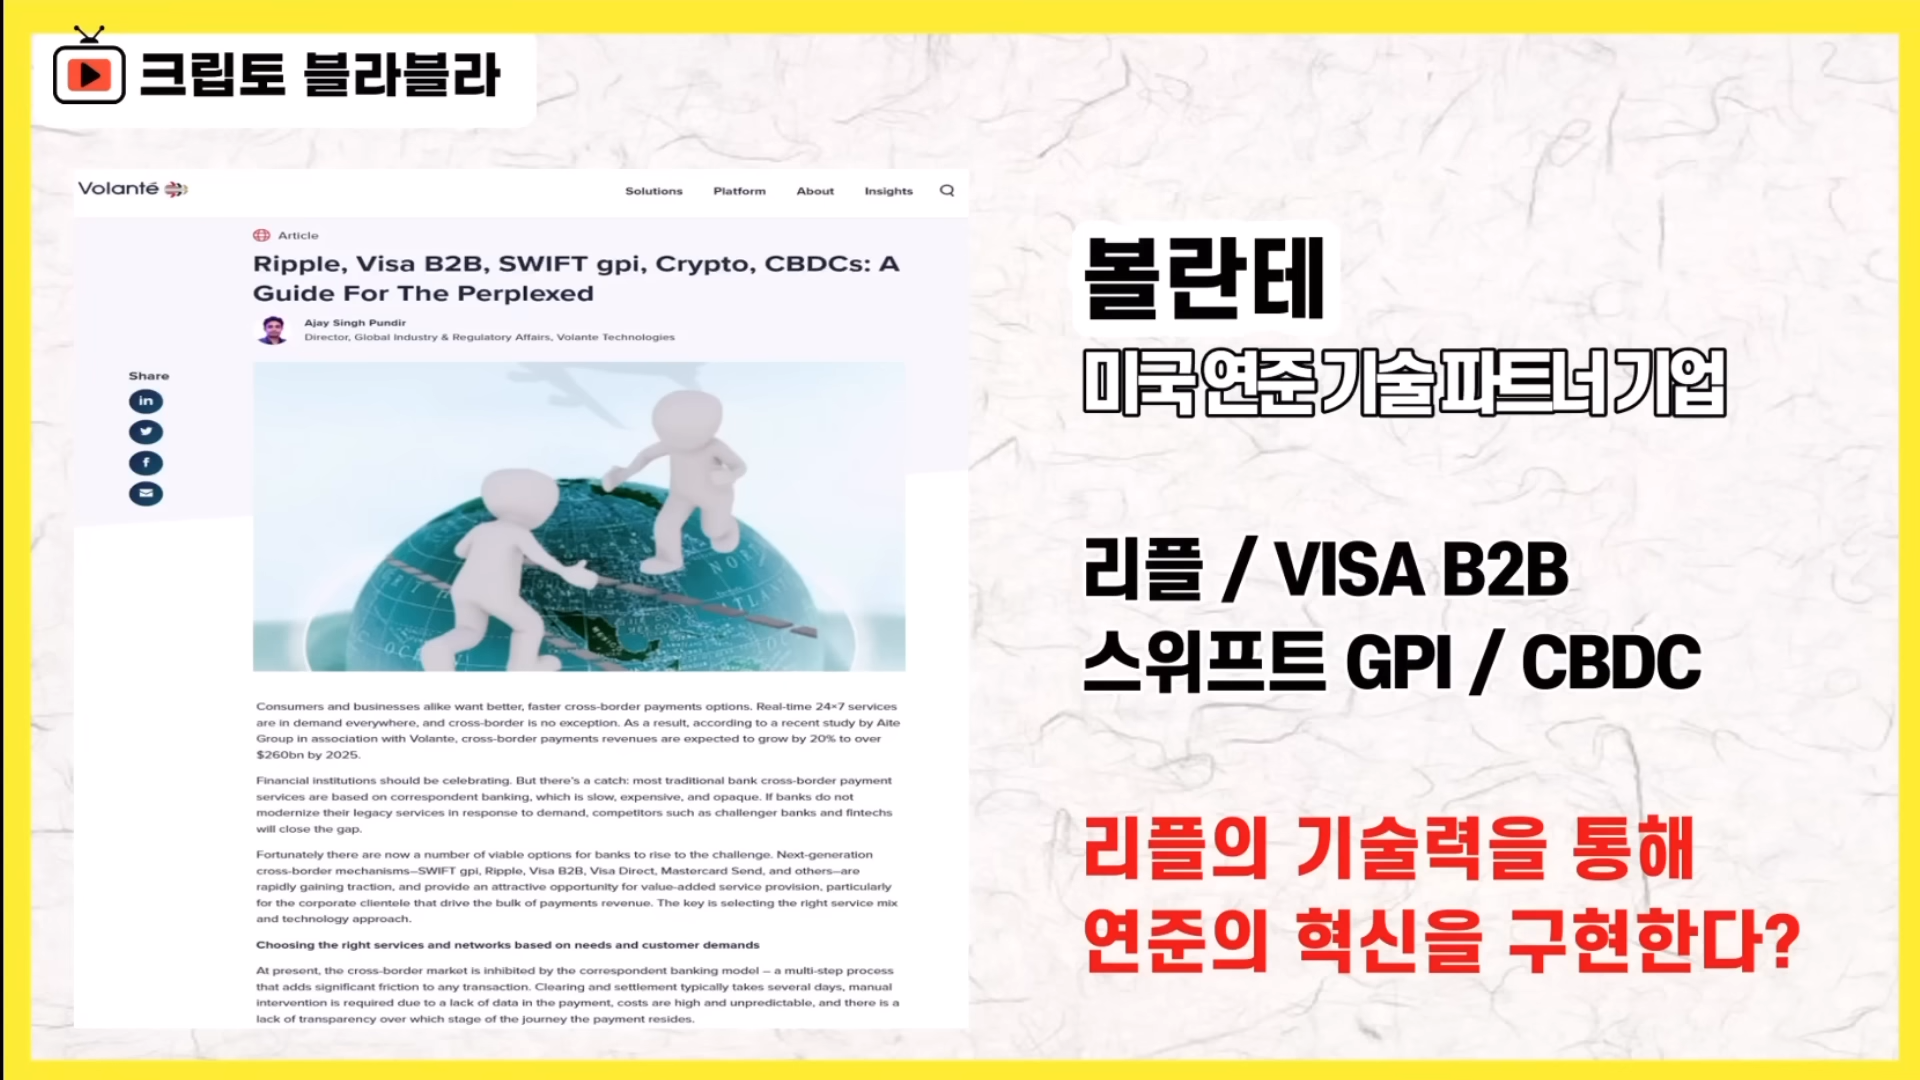 크립토 블라블라
Volanté
Solutions Platform About Insights
Article
Ripple, Visa B2B, SWIFT gpi, Crypto, CBDCs: A
Guide For The Perplexed
Ajay Singh Pundir
Director, Global Industry & Regulatory Affairs, Volante Technologies
Share
in
f
Consumers and businesses alike want better, faster cross-border payments options. Real-time 24×7 services
are in demand everywhere, and cross-border is no exception. As a result, according to a recent study by Aite
Group in association with Volante, cross-border payments revenues are expected to grow by 20% to over
$260bn by 2025.
Financial institutions should be celebrating. But there's a catch: most traditional bank cross-border payment
services are based on correspondent banking, which is slow, expensive, and opaque. If banks do not
modernize their legacy services in response to demand, competitors such as challenger banks and fintechs
will close the gap.
Fortunately there are now a number of viable options for banks to rise to the challenge. Next-generation
cross-border mechanisms—SWIFT gpi, Ripple, Visa B2B, Visa Direct, Mastercard Send, and others—are
rapidly gaining traction, and provide an attractive opportunity for value-added service provision, particularly
for the corporate clientele that drive the bulk of payments revenue. The key is selecting the right service mix
and technology approach.
Choosing the right services and networks based on needs and customer demands
At present, the cross-border market is inhibited by the correspondent banking model – a multi-step process
that adds significant friction to any transaction. Clearing and settlement typically takes several days, manual
intervention is required due to a lack of data in the payment, costs are high and unpredictable, and there is a
lack of transparency over which stage of the journey the payment resides.
볼란테
미국 연준 기술 파트너 기업
리플 / VISA B2B
스위프트 GPI / CBDC
리플의 기술력을 통해
연준의 혁신을 구현한다?